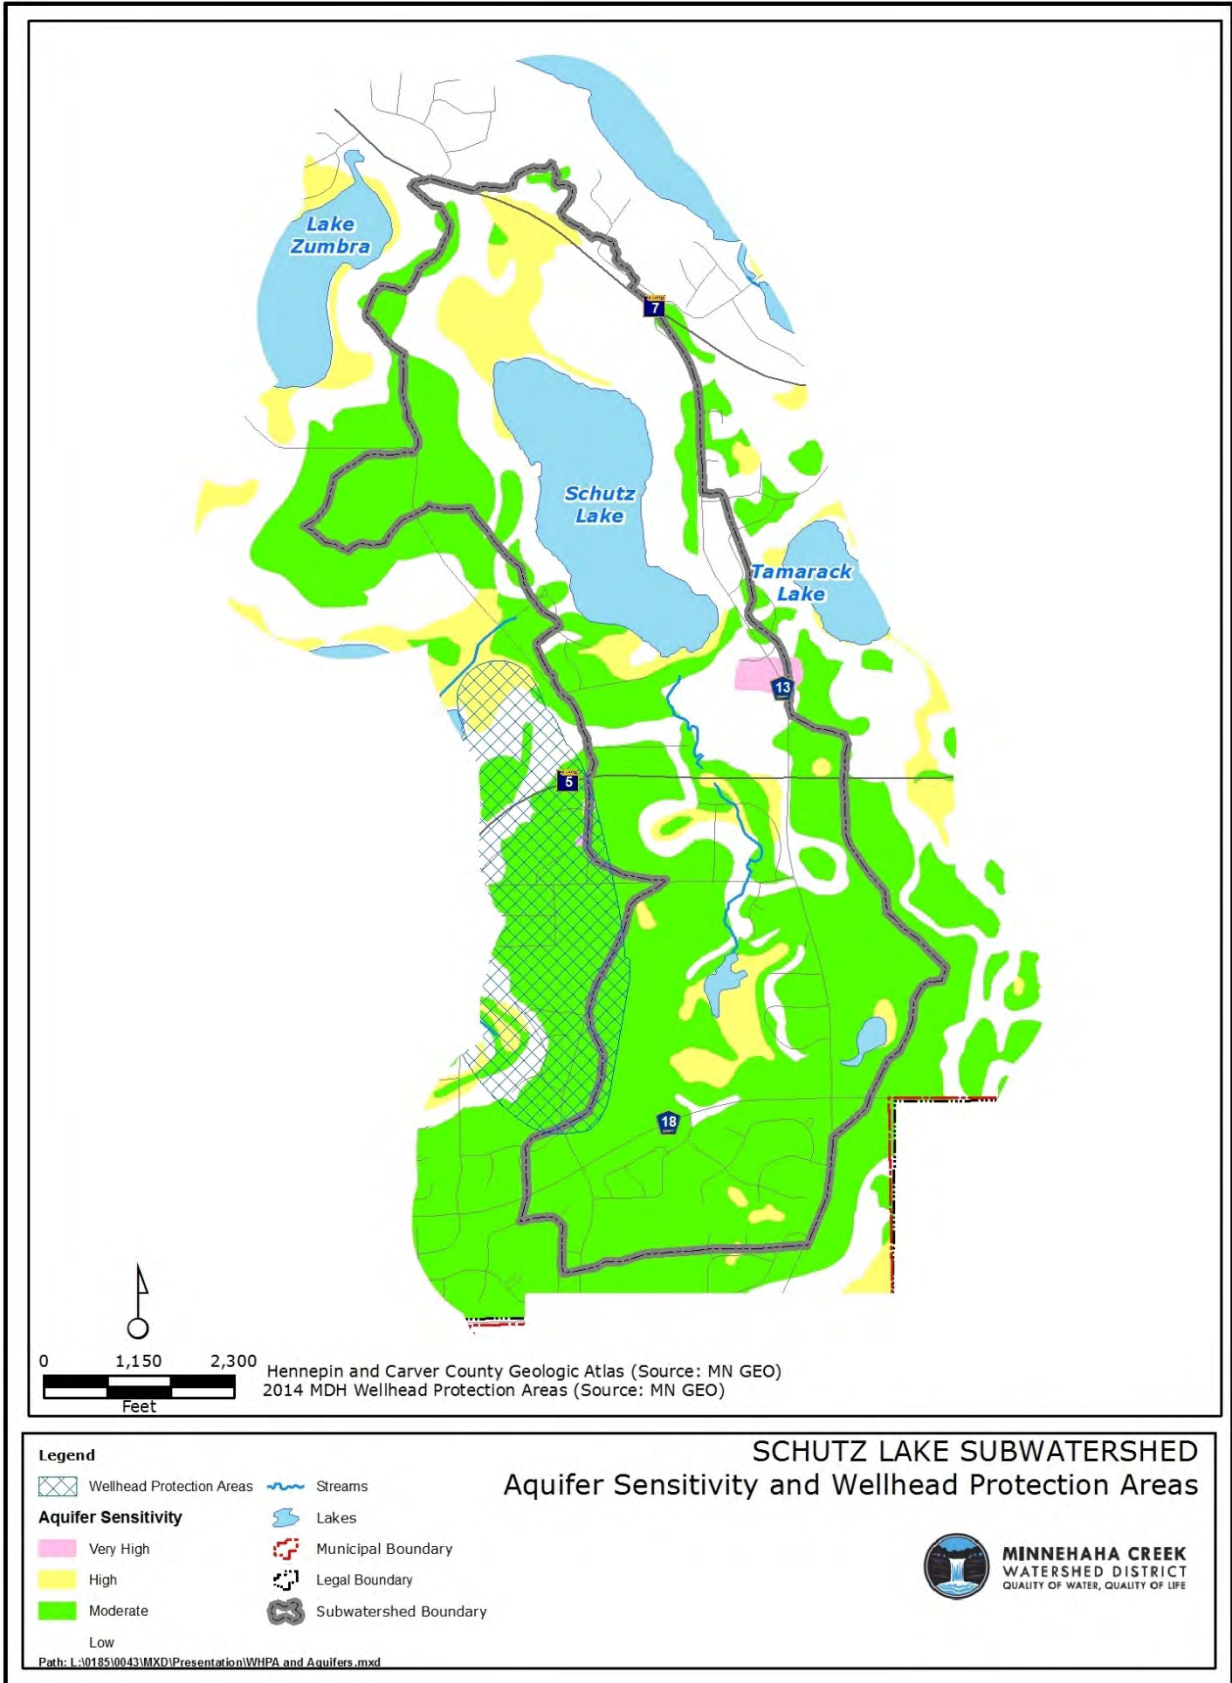 Lake
Zumbra
7
Schutz
Lake
Tamarack
Lake
13
5
18
0 1,150 2,300
Feet
Hennepin and Carver County Geologic Atlas (Source: MN GEO)
2014 MDH Wellhead Protection Areas (Source: MN GEO)
SCHUTZ LAKE SUBWATERSHED
Aquifer Sensitivity and Wellhead Protection Areas
Legend
Wellhead Protection Areas
Aquifer Sensitivity
Very High
High
Moderate
Low
Streams
Lakes
Municipal Boundary
Legal Boundary
Subwatershed Boundary
MINNEHAHA CREEK
WATERSHED DISTRICT
QUALITY OF WATER, QUALITY OF LIFE
Path: L:\0185\0043\MXD\Presentation\WHPA and Aquifers.mxd